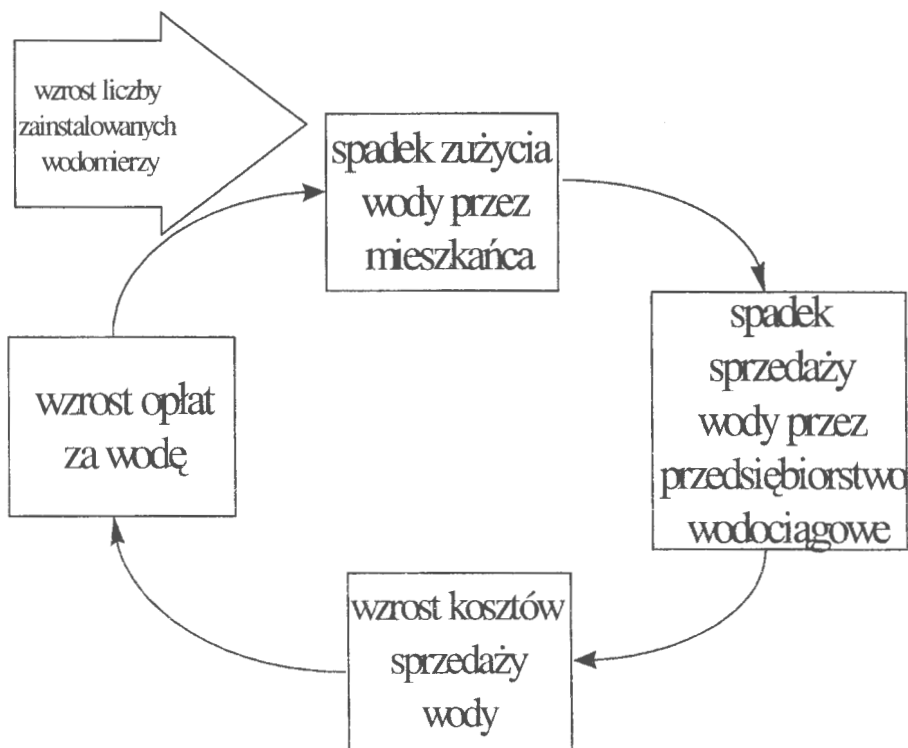 wzrost liczby
zainstalowanych
wodomierzy
spadek zużycia
wody przez
mieszkańca
spadek
sprzedaży
wody przez
przedsiębiorstwo
wodociągowe
wzrost kosztów
sprzedaży
wody
wzrost opłat
za wodę